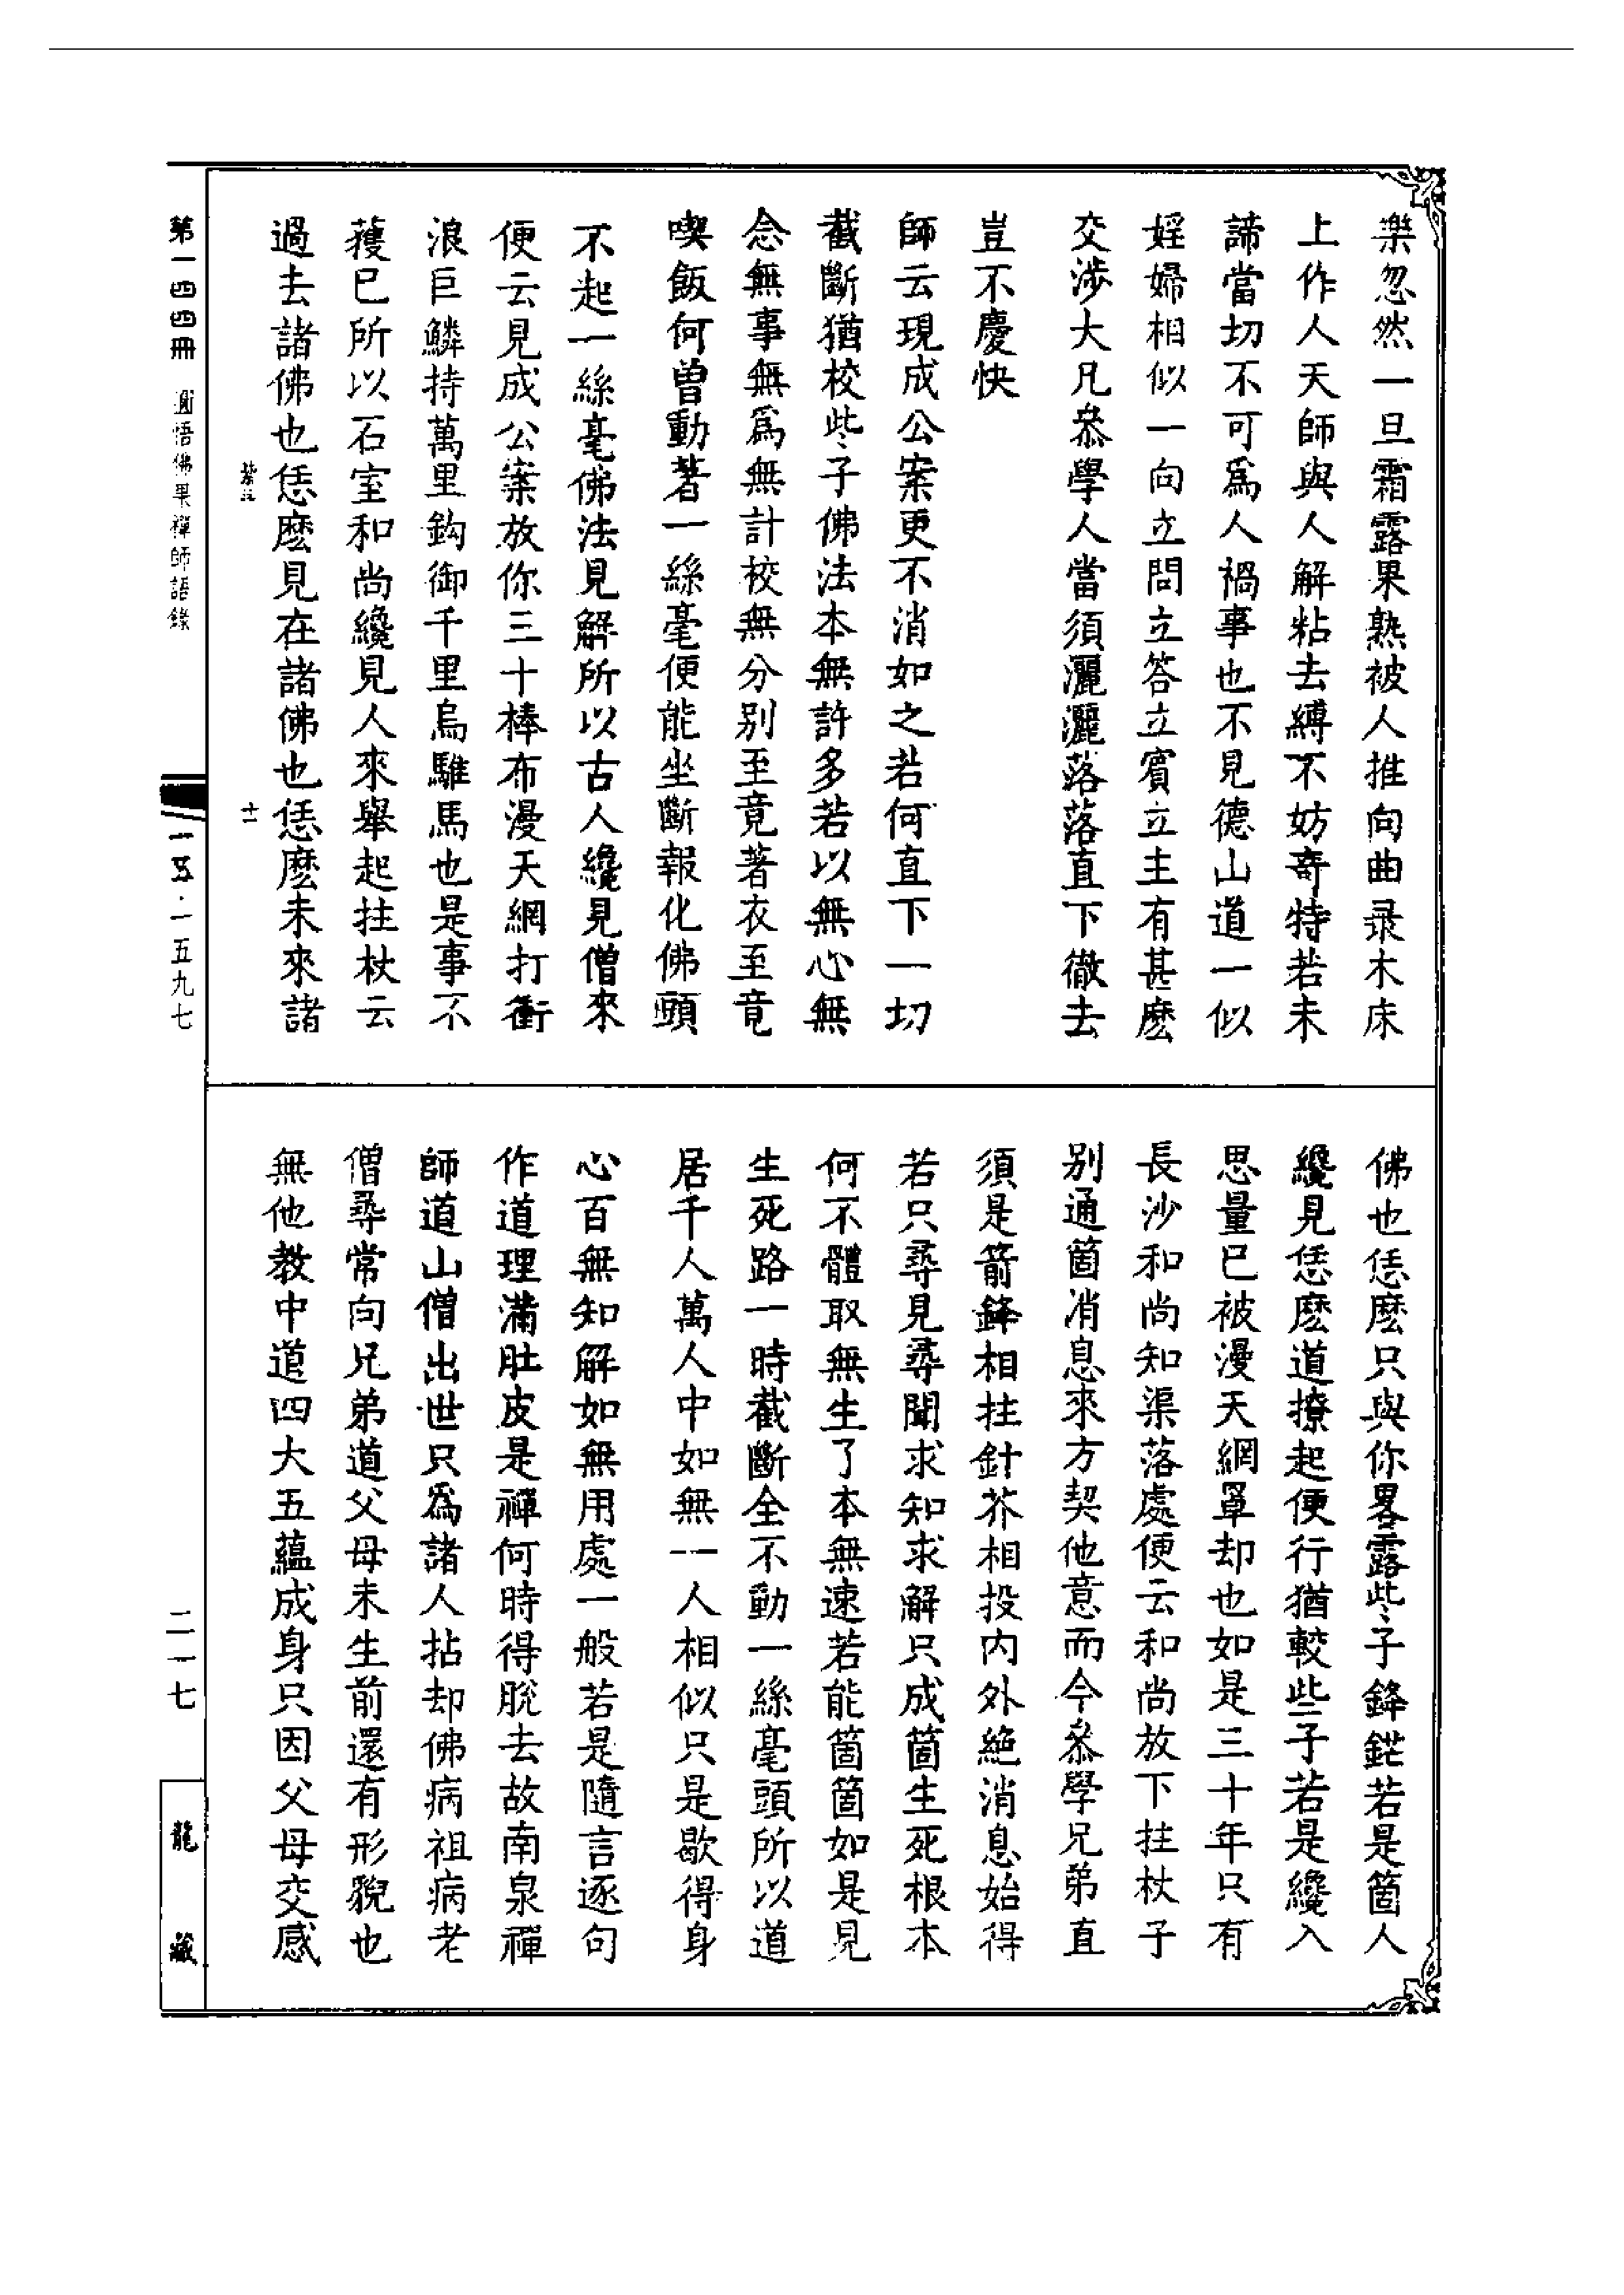 樂忽然一旦霜露果熟被人推向曲录木床
上作人天師與人解粘去縛不妨奇特若未
諦當切不可爲人禍事也不見德山道一似
婬婦相似一向立問立答立賓立主有甚麽
交涉大凡叅學人當須灑灑落落直下徹去
豈不慶快
師云現成公案更不消如之若何直下一切
截斷猶校些子佛法本無許多若以無心無
念無事無爲無計校無分別至竟著衣至竟
喫飯何曾動著一絲毫便能坐斷報化佛頭
不起一絲毫佛法見解所以古人纔見僧來
便云見成公案放你三十棒布漫天網打衝
浪巨鱗持萬里鈎御千里烏騅馬也是事不
蒦巳所以石室和尚纔見人來舉起拄杖云
過去諸佛也恁麽見在諸佛也恁麽未來諸
佛也恁麽只與你畧露些子鋒鋩若是箇人
纔見恁麽道撩起便行猶較些子若是纔入
思量巳被漫天網罩却也如是三十年只有
長沙和尚知渠落處便云和尚放下拄杖子
別通箇消息來方契他意而今叅學兄弟直
須是箭鋒相拄針芥相投内外絶消息始得
若只尋見尋聞求知求解只成箇生死根本
何不體取無生了本無速若能箇箇如是見
生死路一時截斷全不動一絲毫頭所以道
居千人萬人中如無一人相似只是歇得身
心百無知解如無用處一般若是隨言逐句
作道理滿肚皮是禪何時得脫去故南泉禪
師道山僧出世只爲諸人拈却佛病祖病老
僧尋常向兄弟道父母未生前還有形貌也
無他教中道四大五蘊成身只因父母交感
第一四四冊 圓悟佛果禪師語錄
十一
一五·一五九七
二一七
龍藏